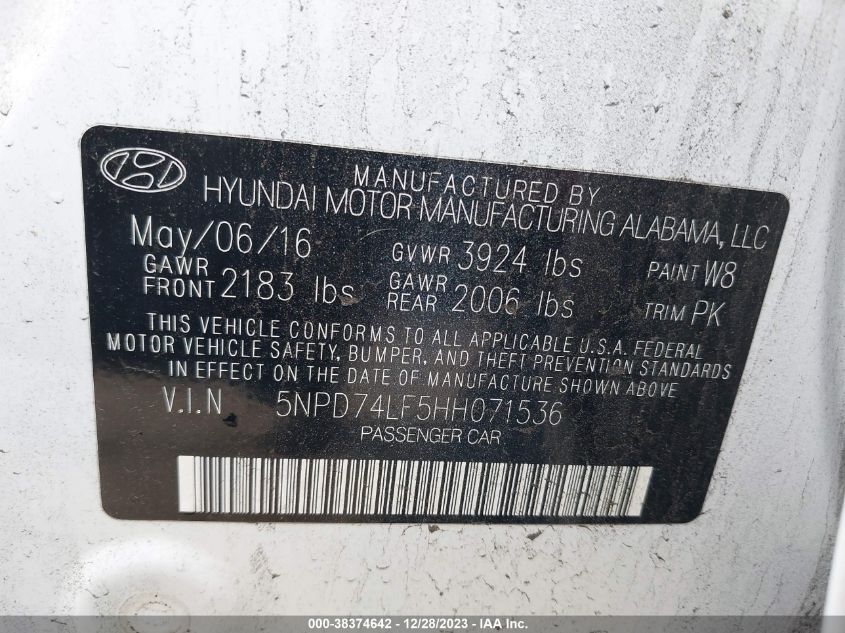 MANUFACTURED BY
HYUNDAI MOTOR MANUFACTURING ALABAMA, LLC
May/06/16 GVWR 3924 lbs PAINT W8
GAWR FRONT 2183 lbs GAWR REAR 2006 lbs TRIM PK
THIS VEHICLE CONFORMS TO ALL APPLICABLE U.S.A. FEDERAL
MOTOR VEHICLE SAFETY, BUMPER, AND THEFT PREVENTION STANDARDS
IN EFFECT ON THE DATE OF MANUFACTURE SHOWN ABOVE
V.I.N 5NPD74LF5HH071536
PASSENGER CAR
000-38374642 - 12/28/2023 - IAA Inc.